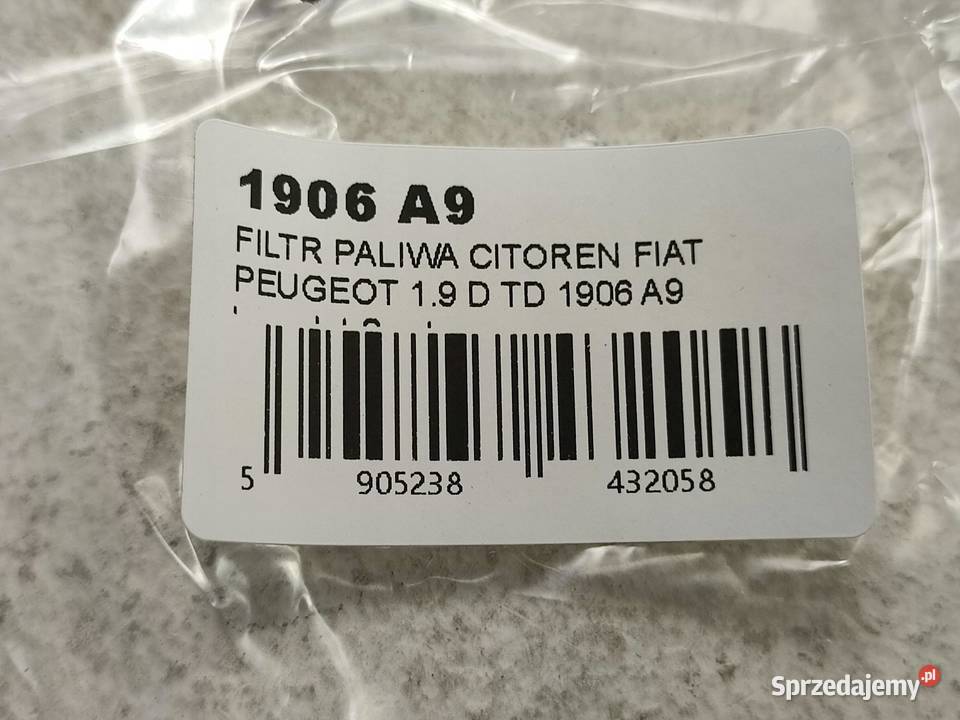 1906 A9
FILTR PALIWA CITOREN FIAT
PEUGEOT 1.9 D TD 1906 A9
5 905238 432058
Sprzedajemy.pl